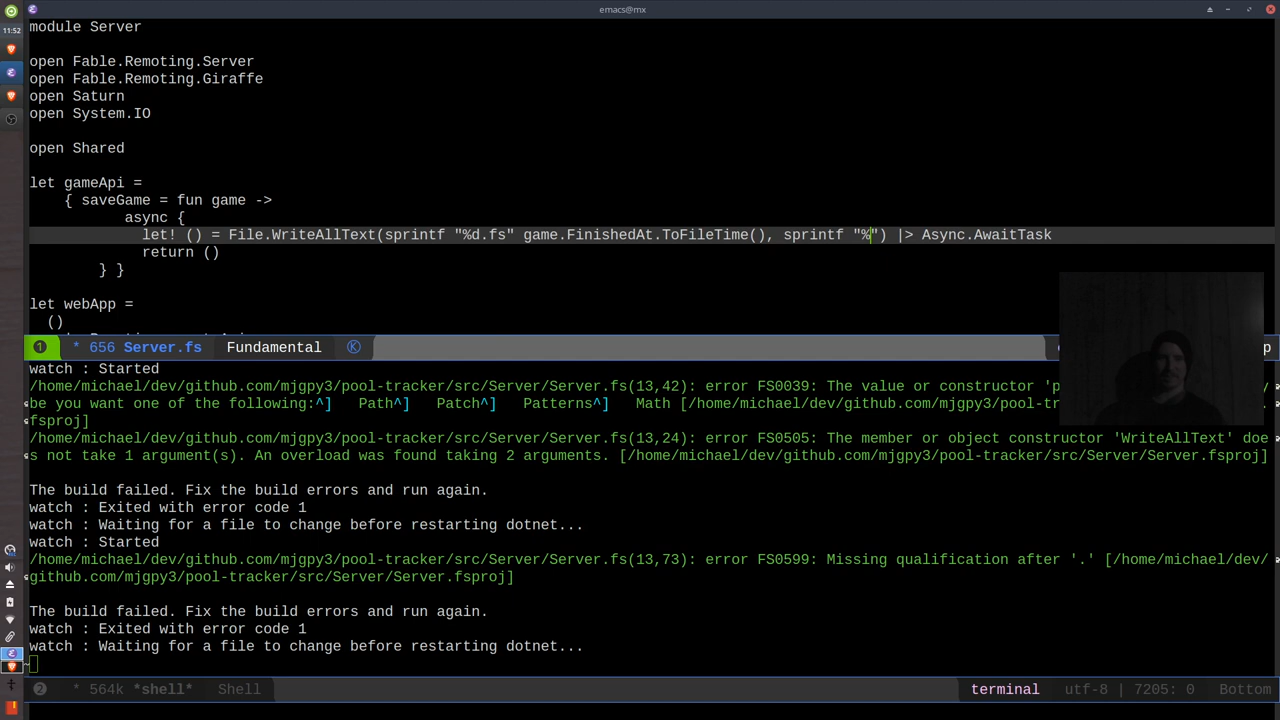 emacs@mx
11:52
module Server
open Fable.Remoting.Server
open Fable.Remoting.Giraffe
open Saturn
open System.IO
open Shared
let gameApi =
{ saveGame = fun game ->
async {
let! () = File.WriteAllText(sprintf "%d.fs" game.FinishedAt.ToFileTime(), sprintf "%") |> Async.AwaitTask
return ()
} }
let webApp =
()
1 * 656 Server.fs Fundamental K p
watch : Started
/home/michael/dev/github.com/mjgpy3/pool-tracker/src/Server/Server.fs(13,42): error FS0039: The value or constructor 'p
be you want one of the following:^] Path^] Patch^] Patterns^] Math [/home/michael/dev/github.com/mjgpy3/pool-tr
fsproj]
/home/michael/dev/github.com/mjgpy3/pool-tracker/src/Server/Server.fs(13,24): error FS0505: The member or object constructor 'WriteAllText' doe
s not take 1 argument(s). An overload was found taking 2 arguments. [/home/michael/dev/github.com/mjgpy3/pool-tracker/src/Server/Server.fsproj]
The build failed. Fix the build errors and run again.
watch : Exited with error code 1
watch : Waiting for a file to change before restarting dotnet...
watch : Started
/home/michael/dev/github.com/mjgpy3/pool-tracker/src/Server/Server.fs(13,73): error FS0599: Missing qualification after '.' [/home/michael/dev/
github.com/mjgpy3/pool-tracker/src/Server/Server.fsproj]
The build failed. Fix the build errors and run again.
watch : Exited with error code 1
watch : Waiting for a file to change before restarting dotnet...
2 * 564k *shell* Shell terminal utf-8 | 7205: 0 Bottom